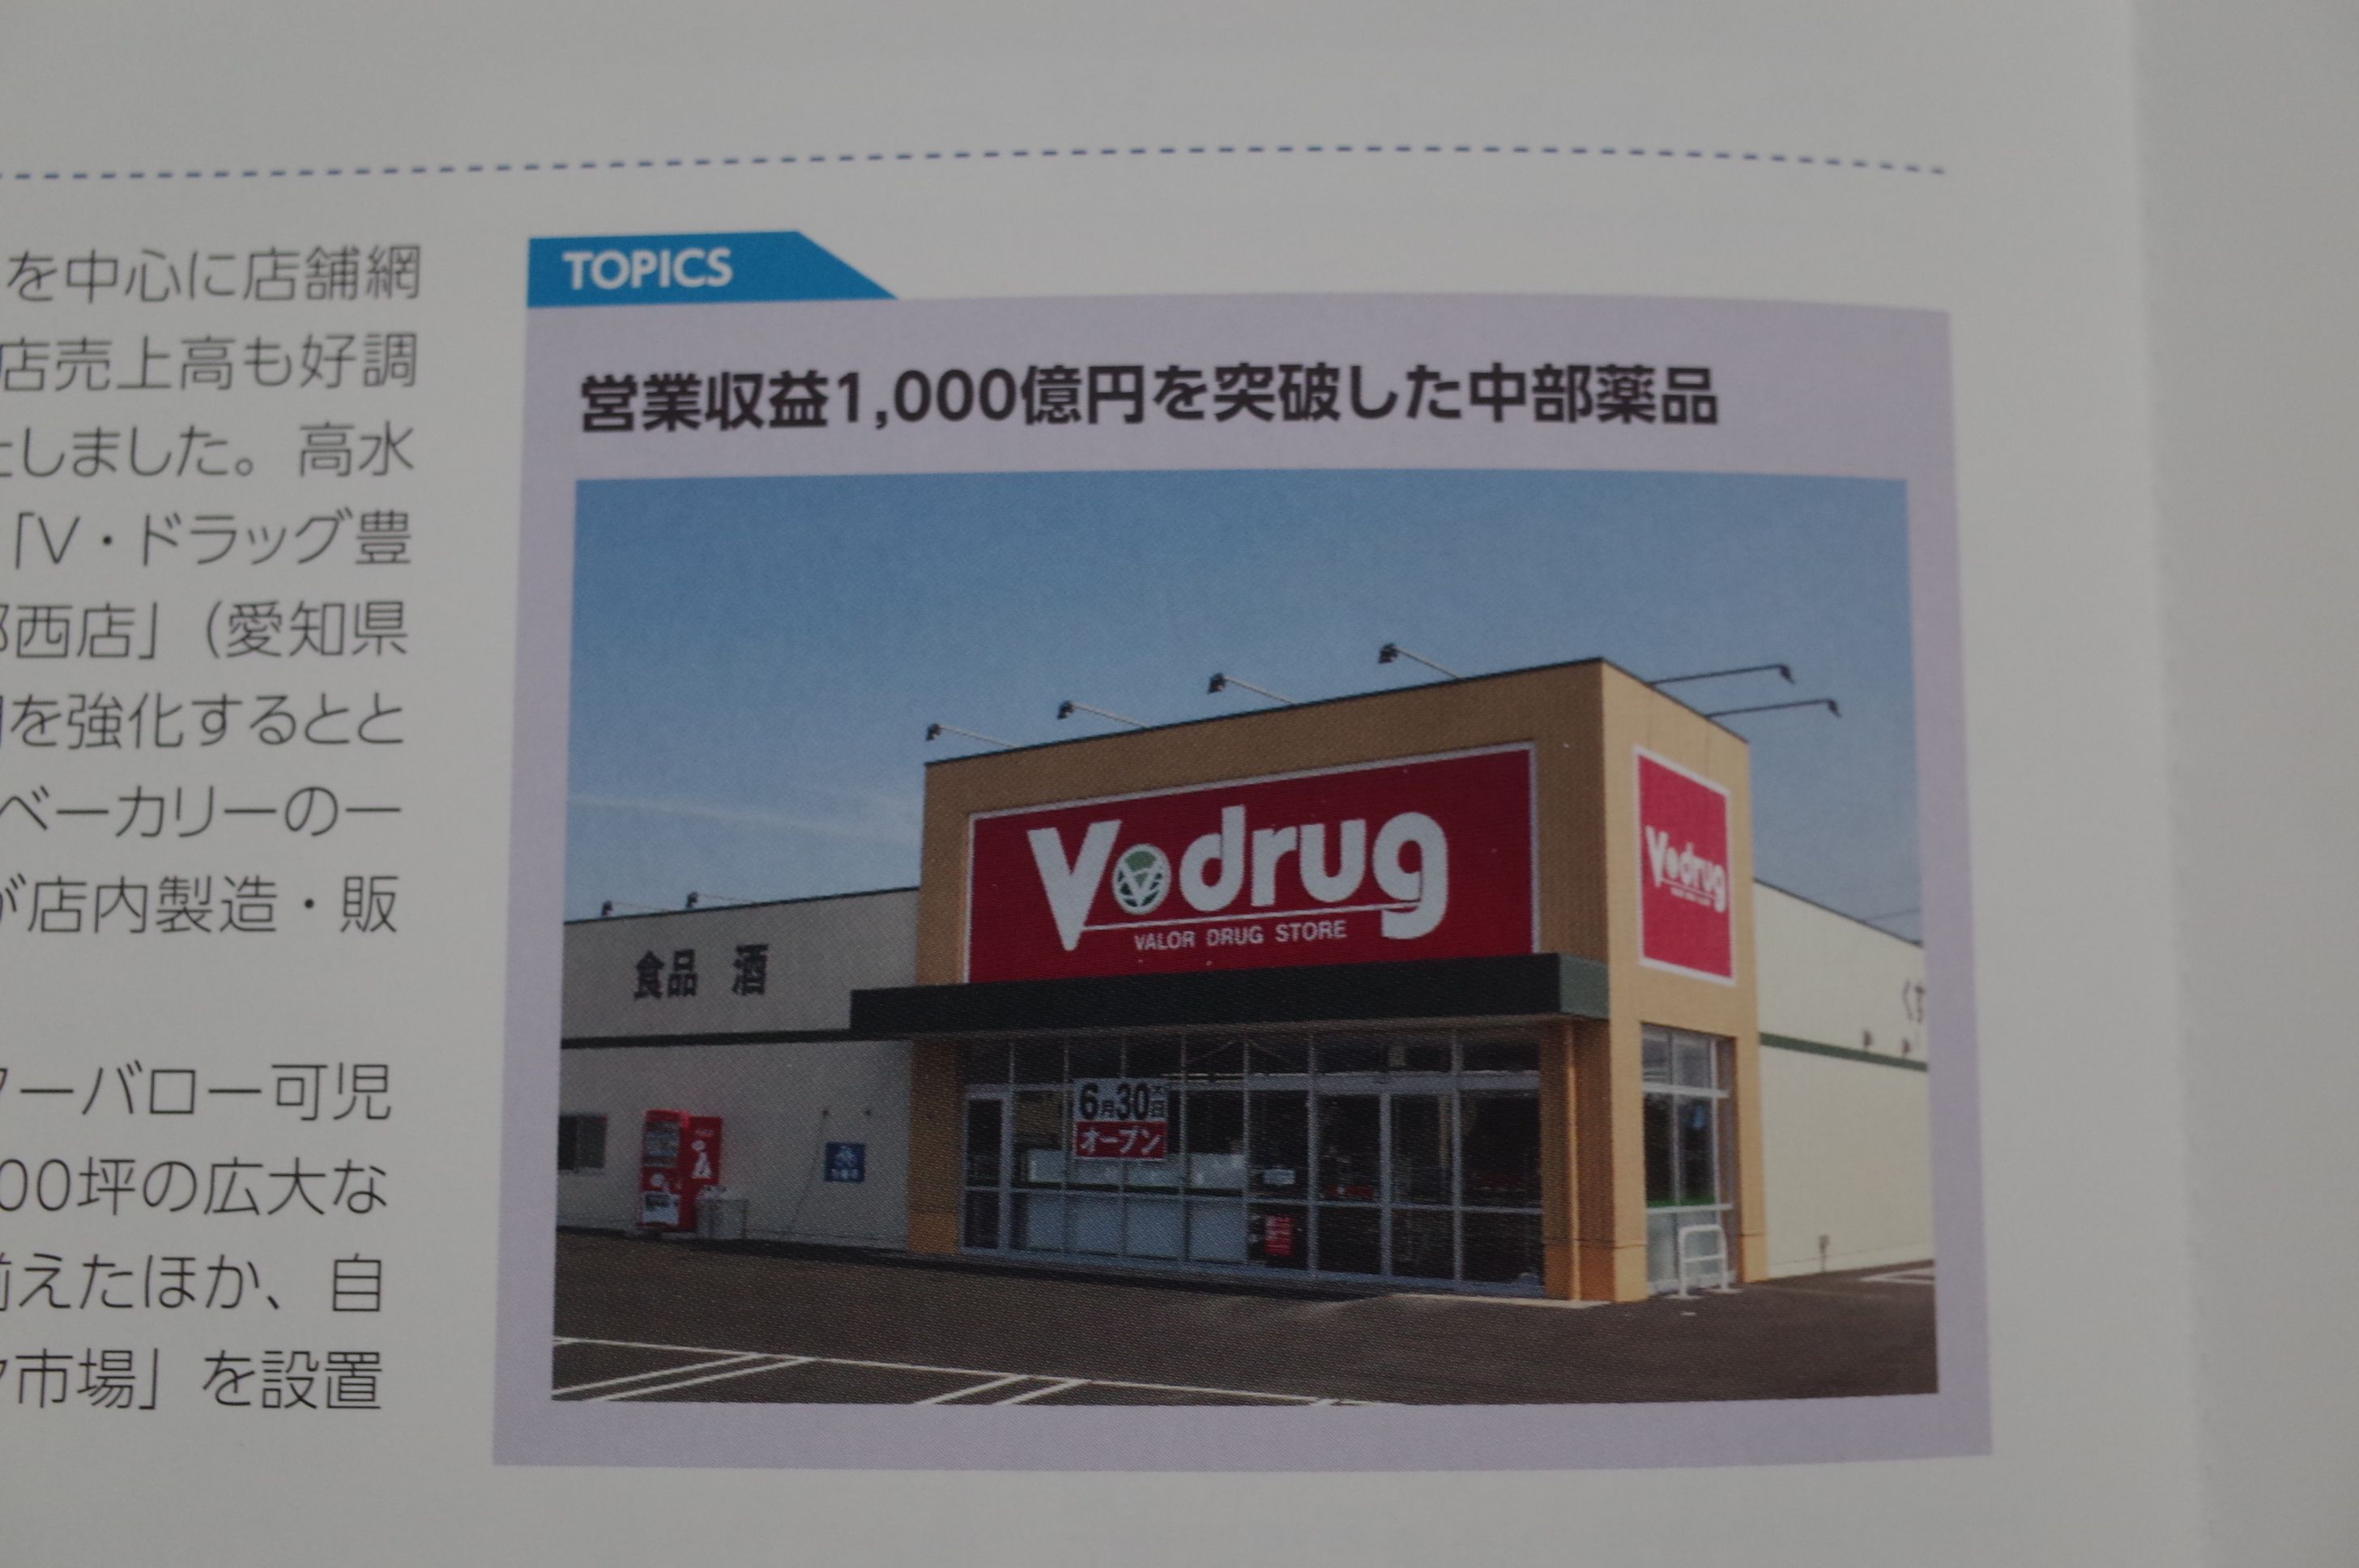 を中心に店舗網
店売上高も好調
しました。高水
「V・ドラッグ豊
西店」（愛知県
を強化するとと
ベーカリーの一
が店内製造・販
ーバロー可児
00坪の広大な
えたほか、自
市場」を設置
TOPICS
営業収益1,000億円を突破した中部薬品
Vdrug
VALOR DRUG STORE
Vdrug
食品 酒
くす
6月30日
オープン